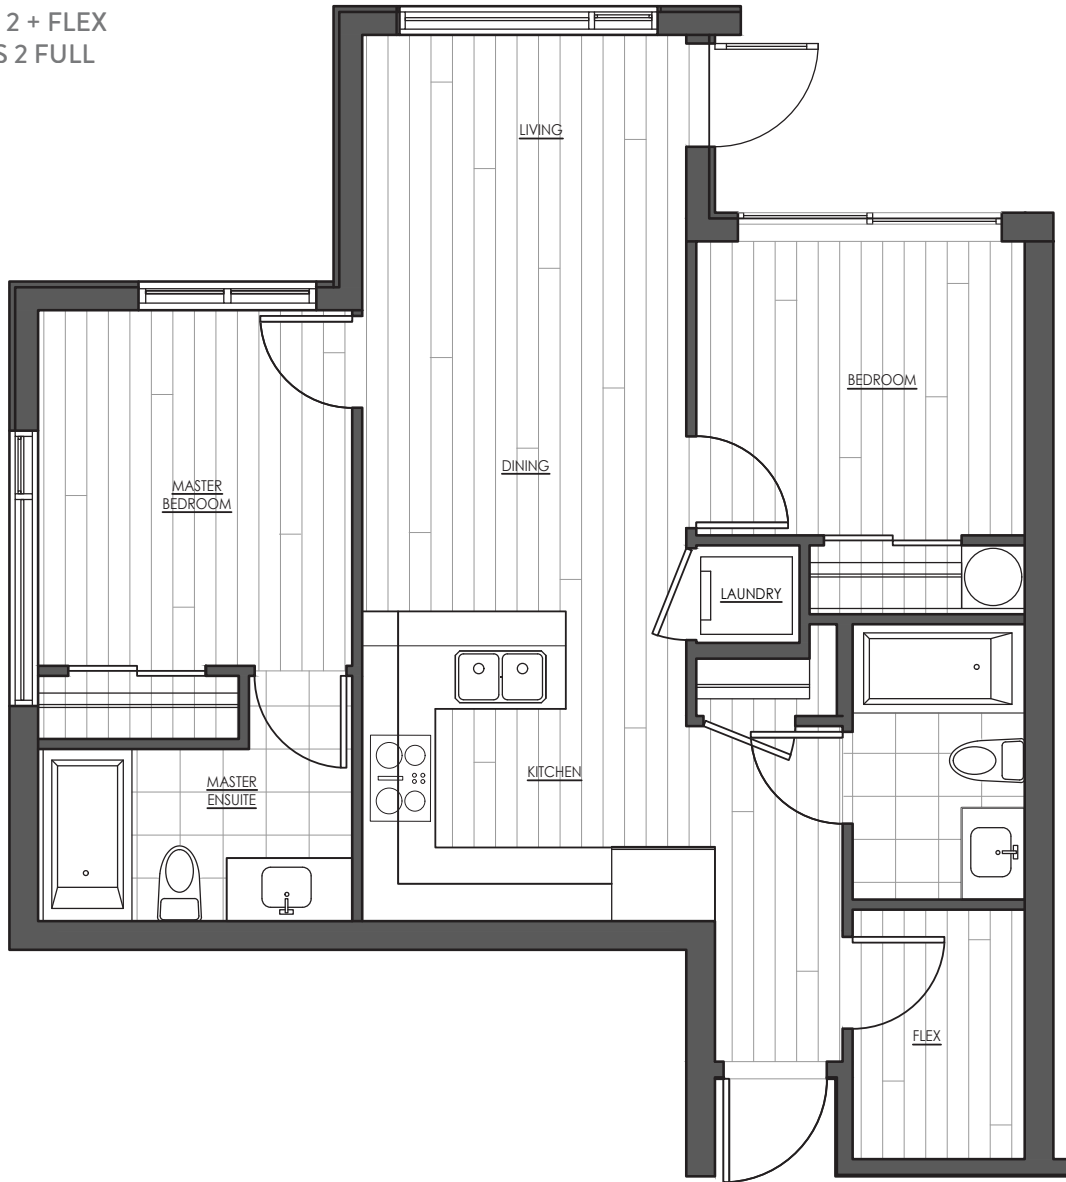 2 + FLEX
S 2 FULL
LIVING
BEDROOM
DINING
MASTER
BEDROOM
LAUNDRY
KITCHEN
MASTER
ENSUITE
FLEX